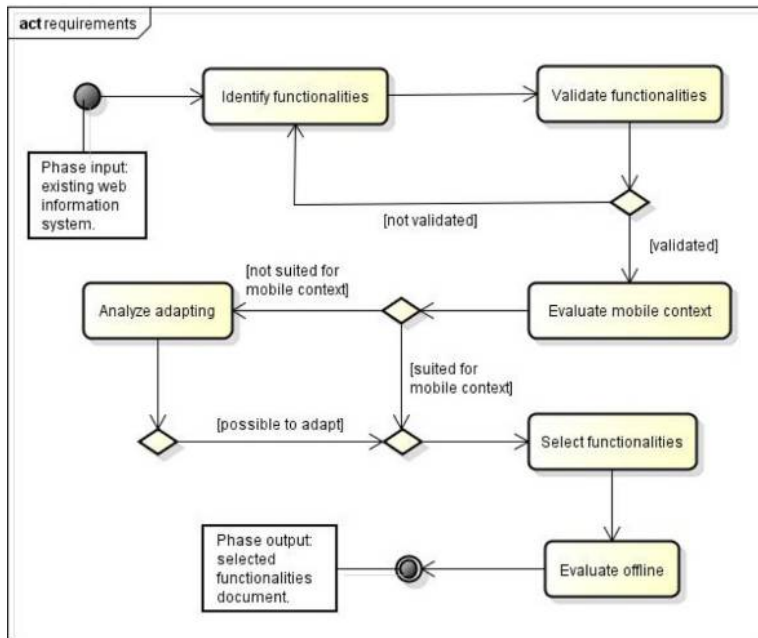 act requirements
Identify functionalities
Validate functionalities
Phase input:
existing web
information
system.
[not validated]
[validated]
[not suited for
mobile context]
Analyze adapting
Evaluate mobile context
[suited for
mobile context]
[possible to adapt]
Select functionalities
Phase output:
selected
functionalities
document.
Evaluate offline